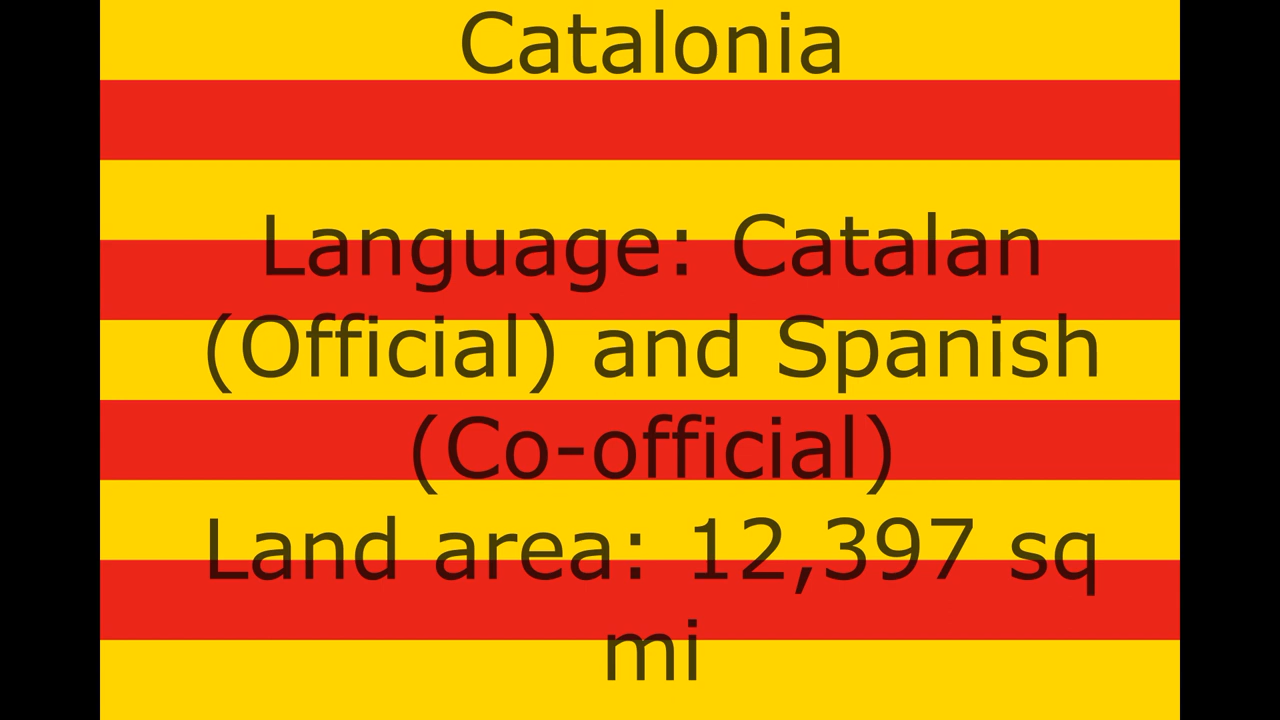 Catalonia
Language: Catalan
(Official) and Spanish
(Co-official)
Land area: 12,397 sq
mi